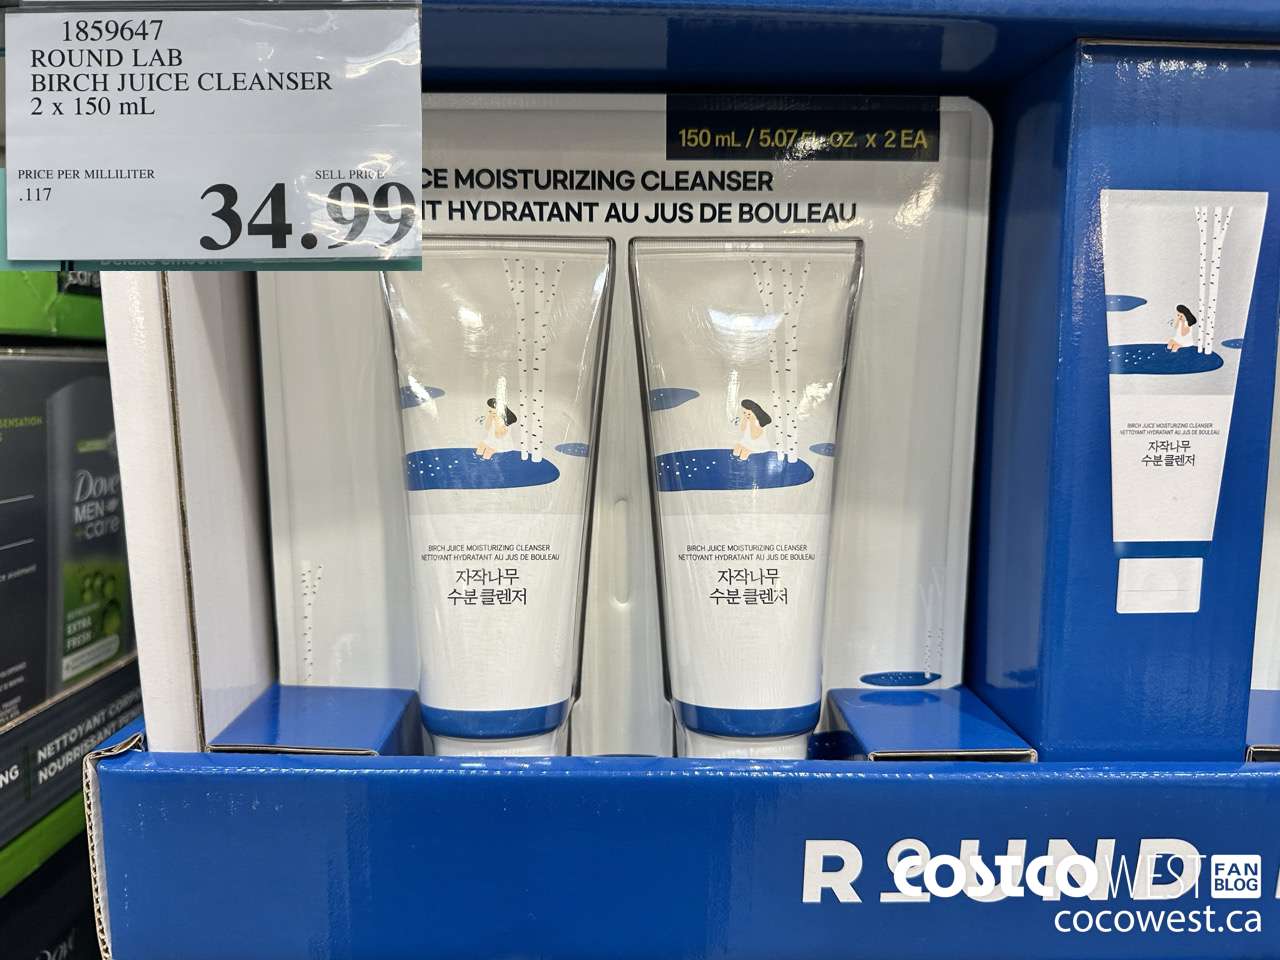 1859647
ROUND LAB
BIRCH JUICE CLEANSER
2 x 150 mL
PRICE PER MILLILITER
.117
SELL PRICE
34.99
150 mL / 5.07 FL. OZ. x 2 EA
CE MOISTURIZING CLEANSER
IT HYDRATANT AU JUS DE BOULEAU
BIRCH JUICE MOISTURIZING CLEANSER
NETTOYANT HYDRATANT AU JUS DE BOULEAU
자작나무
수분 클렌저
BIRCH JUICE MOISTURIZING CLEANSER
NETTOYANT HYDRATANT AU JUS DE BOULEAU
자작나무
수분 클렌저
BIRCH JUICE MOISTURIZING CLEANSER
NETTOYANT HYDRATANT AU JUS DE BOULEAU
자작나무
수분 클렌저
Dove
MEN
+care
EXTRA
FRESH
NETTOYANT
ROUND
COSTCO WEST FAN BLOG
cocowest.ca